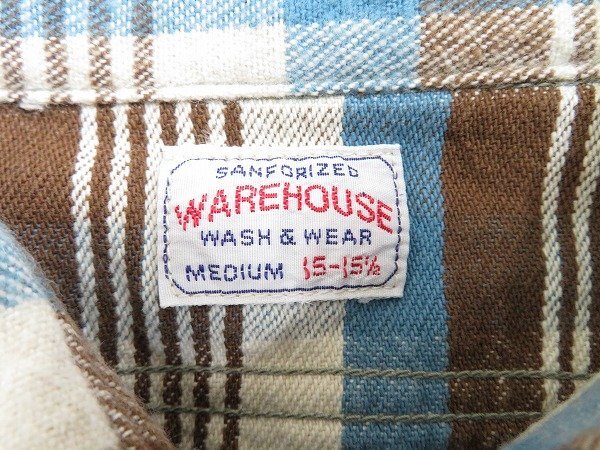 SANFORIZED
WAREHOUSE
WASH & WEAR
MEDIUM 15-15½